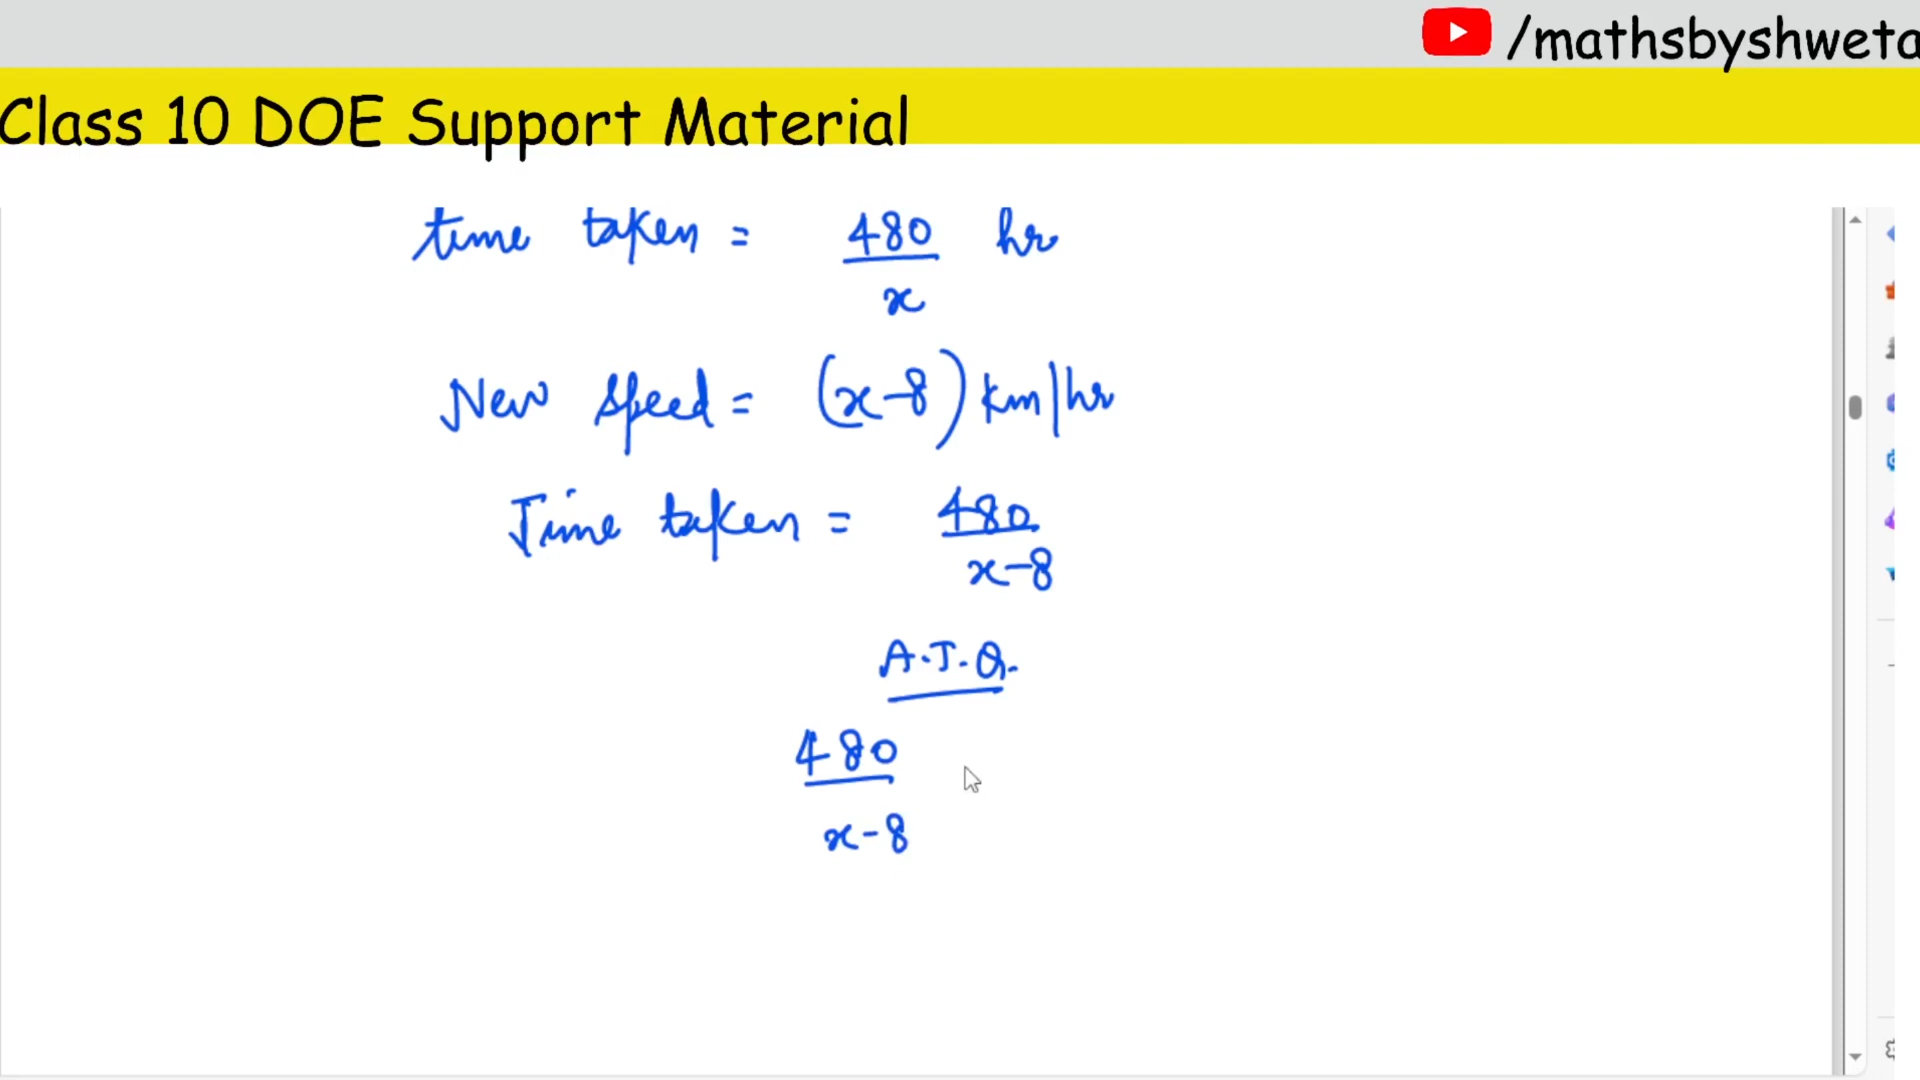 /mathsbyshweta
Class 10 DOE Support Material
time taken = 480/x hr
New speed = (x-8) km/hr
Time taken = 480/x-8
A.T.Q.
480/x-8